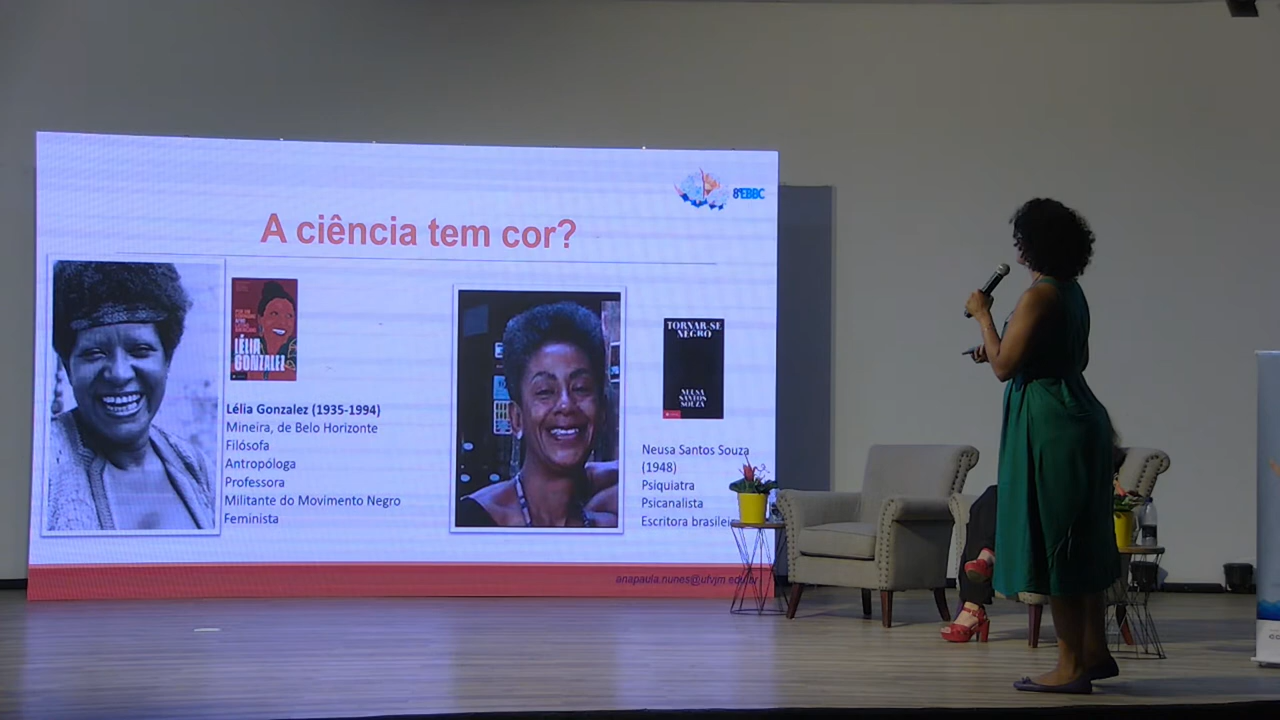 8ºEBBC
A ciência tem cor?
LÉLIA
GONZALEZ
Lélia Gonzalez (1935-1994)
Mineira, de Belo Horizonte
Filósofa
Antropóloga
Professora
Militante do Movimento Negro
Feminista
TORNAR-SE
NEGRO
NEUSA
SANTOS
SOUZA
Neusa Santos Souza
(1948)
Psiquiatra
Psicanalista
Escritora brasilei
anapaula.nunes@ufvjm.edu.br